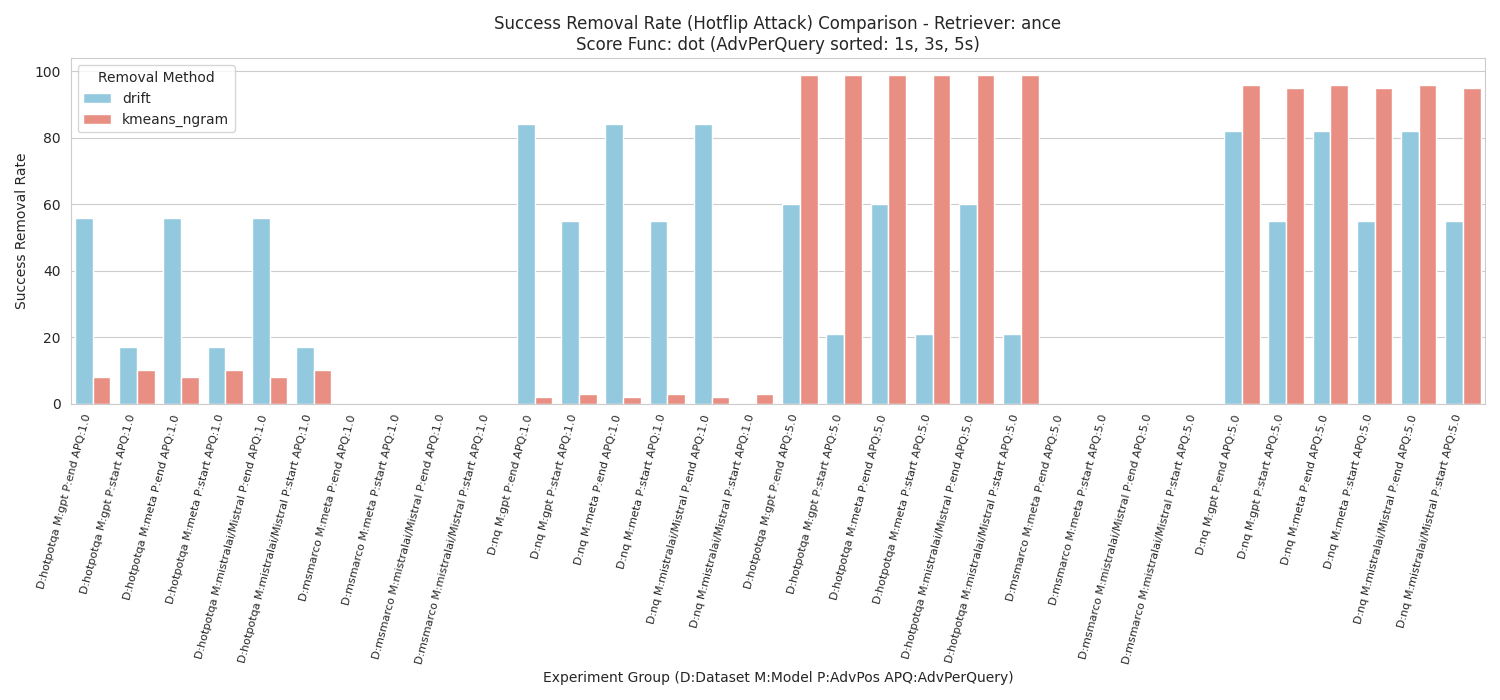 Success Removal Rate (Hotflip Attack) Comparison - Retriever: ance
Score Func: dot (AdvPerQuery sorted: 1s, 3s, 5s)
Removal Method
drift
kmeans_ngram
Success Removal Rate
100
80
60
40
20
0
D:hotpotqa M:gpt P:end APQ:1.0
D:hotpotqa M:gpt P:start APQ:1.0
D:hotpotqa M:meta P:end APQ:1.0
D:hotpotqa M:meta P:start APQ:1.0
D:hotpotqa M:mistralai/Mistral P:end APQ:1.0
D:hotpotqa M:mistralai/Mistral P:start APQ:1.0
D:msmarco M:meta P:end APQ:1.0
D:msmarco M:meta P:start APQ:1.0
D:msmarco M:mistralai/Mistral P:end APQ:1.0
D:msmarco M:mistralai/Mistral P:start APQ:1.0
D:nq M:gpt P:end APQ:1.0
D:nq M:gpt P:start APQ:1.0
D:nq M:meta P:end APQ:1.0
D:nq M:meta P:start APQ:1.0
D:nq M:mistralai/Mistral P:end APQ:1.0
D:nq M:mistralai/Mistral P:start APQ:1.0
D:hotpotqa M:gpt P:end APQ:5.0
D:hotpotqa M:gpt P:start APQ:5.0
D:hotpotqa M:meta P:end APQ:5.0
D:hotpotqa M:meta P:start APQ:5.0
D:hotpotqa M:mistralai/Mistral P:end APQ:5.0
D:hotpotqa M:mistralai/Mistral P:start APQ:5.0
D:msmarco M:meta P:end APQ:5.0
D:msmarco M:meta P:start APQ:5.0
D:msmarco M:mistralai/Mistral P:end APQ:5.0
D:msmarco M:mistralai/Mistral P:start APQ:5.0
D:nq M:gpt P:end APQ:5.0
D:nq M:gpt P:start APQ:5.0
D:nq M:meta P:end APQ:5.0
D:nq M:meta P:start APQ:5.0
D:nq M:mistralai/Mistral P:end APQ:5.0
D:nq M:mistralai/Mistral P:start APQ:5.0
Experiment Group (D:Dataset M:Model P:AdvPos APQ:AdvPerQuery)